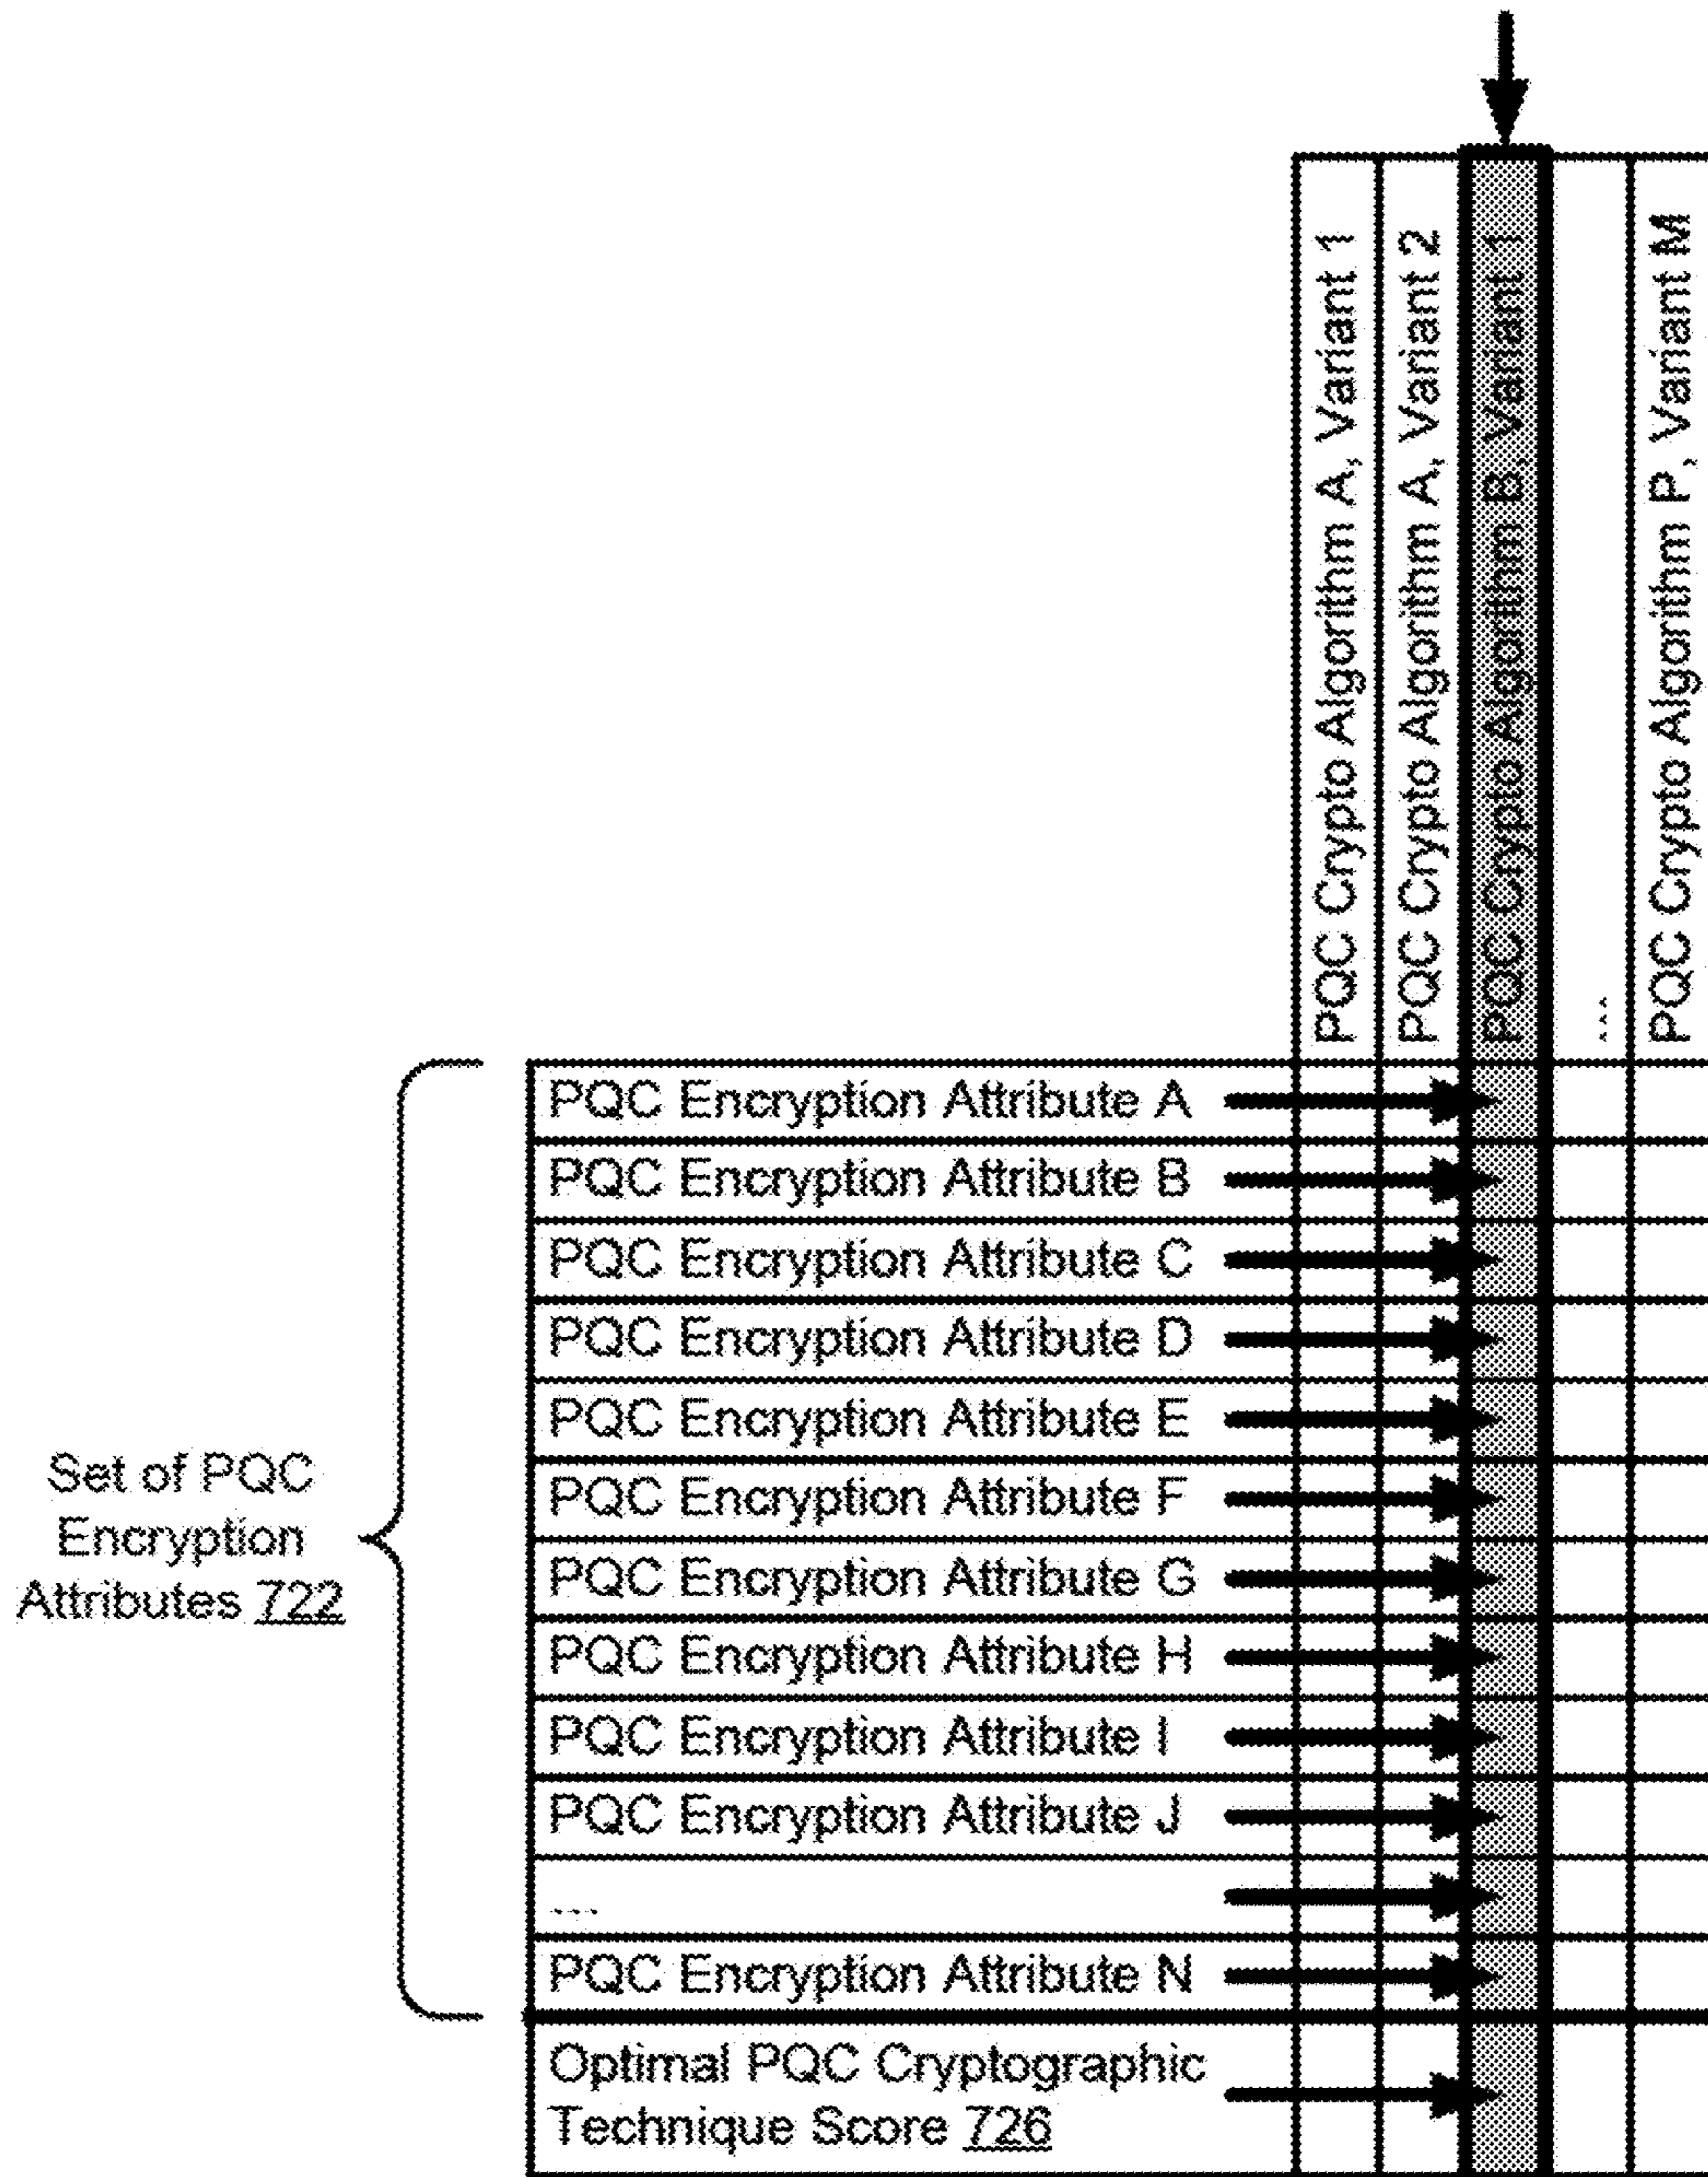 PQC Crypto Algorithm A, Variant 1
PQC Crypto Algorithm A, Variant 2
PQC Crypto Algorithm B, Variant 1
...
PQC Crypto Algorithm P, Variant M
Set of PQC
Encryption
Attributes 722
PQC Encryption Attribute A
PQC Encryption Attribute B
PQC Encryption Attribute C
PQC Encryption Attribute D
PQC Encryption Attribute E
PQC Encryption Attribute F
PQC Encryption Attribute G
PQC Encryption Attribute H
PQC Encryption Attribute I
PQC Encryption Attribute J
...
PQC Encryption Attribute N
Optimal PQC Cryptographic
Technique Score 726